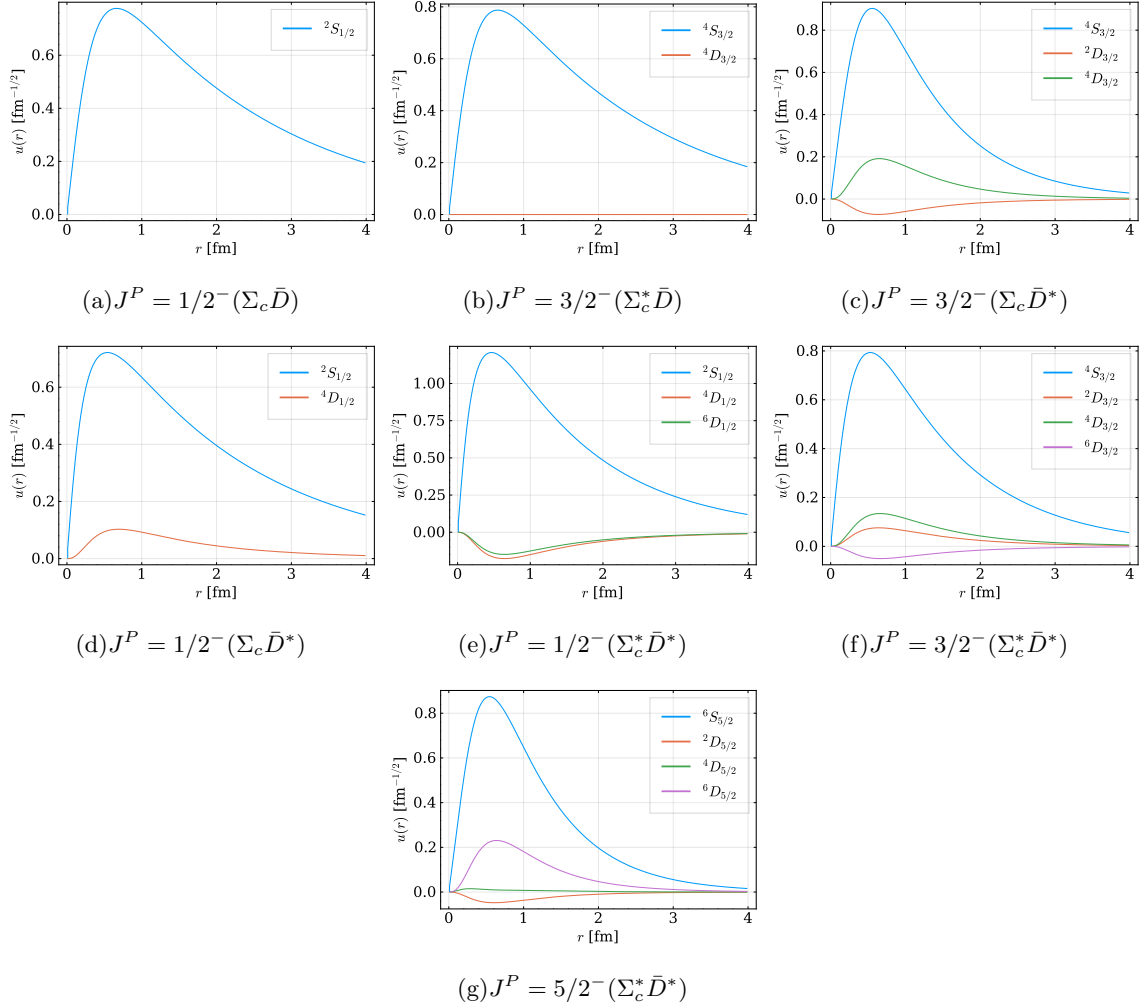 u(r) [fm^{-1/2}]
0.6
0.4
0.2
0.0
²S_{1/2}
0 1 2 3 4
r [fm]
(a)J^P = 1/2^−(Σ_c D̄)
u(r) [fm^{-1/2}]
0.8
0.6
0.4
0.2
0.0
⁴S_{3/2}
⁴D_{3/2}
0 1 2 3 4
r [fm]
(b)J^P = 3/2^−(Σ_c^* D̄)
u(r) [fm^{-1/2}]
0.8
0.6
0.4
0.2
0.0
⁴S_{3/2}
²D_{3/2}
⁴D_{3/2}
0 1 2 3 4
r [fm]
(c)J^P = 3/2^−(Σ_c D̄^*)
u(r) [fm^{-1/2}]
0.6
0.4
0.2
0.0
²S_{1/2}
⁴D_{1/2}
0 1 2 3 4
r [fm]
(d)J^P = 1/2^−(Σ_c D̄^*)
u(r) [fm^{-1/2}]
1.00
0.75
0.50
0.25
0.00
²S_{1/2}
⁴D_{1/2}
⁶D_{1/2}
0 1 2 3 4
r [fm]
(e)J^P = 1/2^−(Σ_c^* D̄^*)
u(r) [fm^{-1/2}]
0.8
0.6
0.4
0.2
0.0
⁴S_{3/2}
²D_{3/2}
⁴D_{3/2}
⁶D_{3/2}
0 1 2 3 4
r [fm]
(f)J^P = 3/2^−(Σ_c^* D̄^*)
u(r) [fm^{-1/2}]
0.8
0.6
0.4
0.2
0.0
⁶S_{5/2}
²D_{5/2}
⁴D_{5/2}
⁶D_{5/2}
0 1 2 3 4
r [fm]
(g)J^P = 5/2^−(Σ_c^* D̄^*)